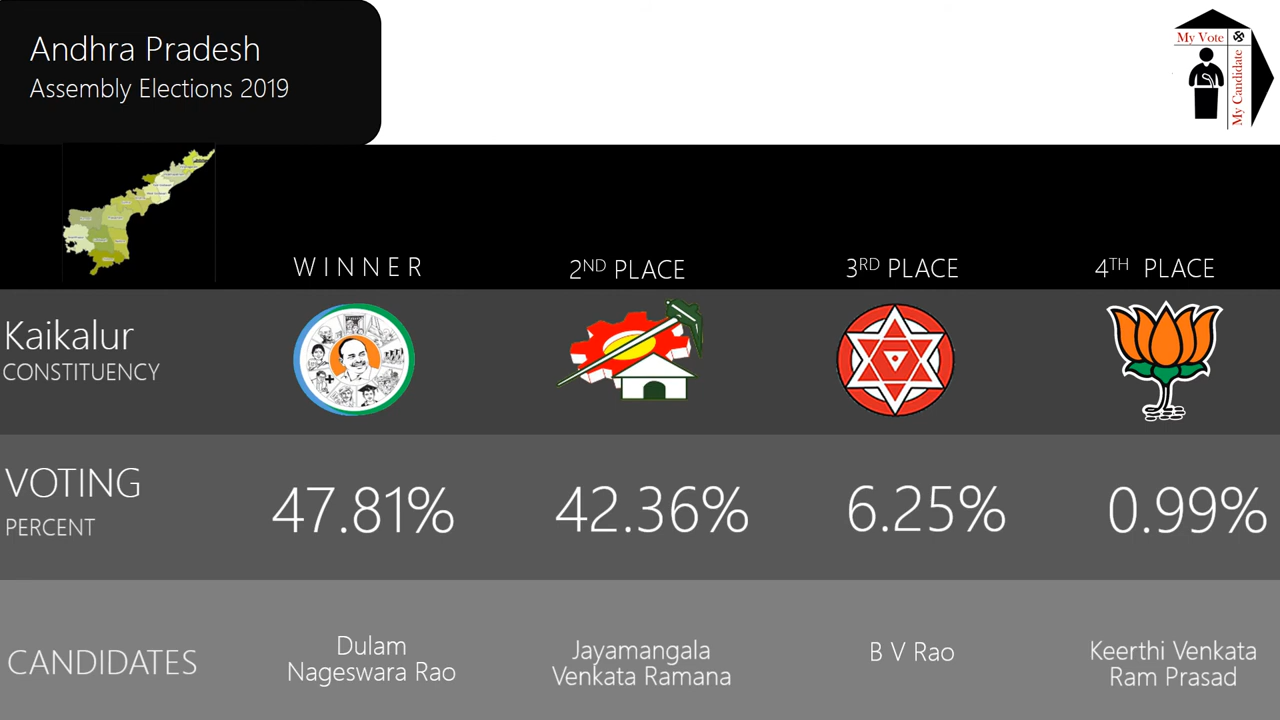 Andhra Pradesh
Assembly Elections 2019
My Vote
My Candidate
WINNER
2ND PLACE
3RD PLACE
4TH PLACE
Kaikalur
CONSTITUENCY
VOTING
PERCENT
47.81%
42.36%
6.25%
0.99%
CANDIDATES
Dulam
Nageswara Rao
Jayamangala
Venkata Ramana
B V Rao
Keerthi Venkata
Ram Prasad